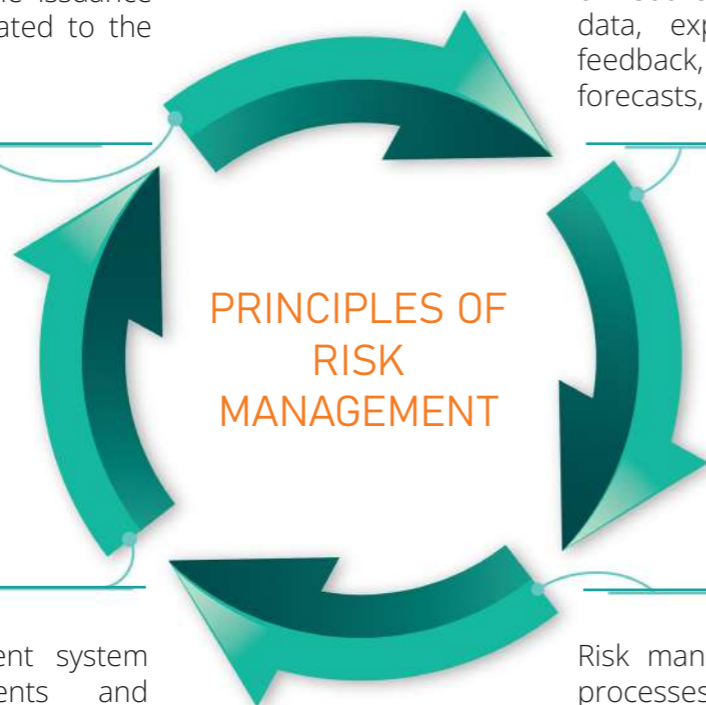 ated to the
data, exp
feedback,
forecasts,
PRINCIPLES OF
RISK
MANAGEMENT
ent system
ents and
Risk man
processes